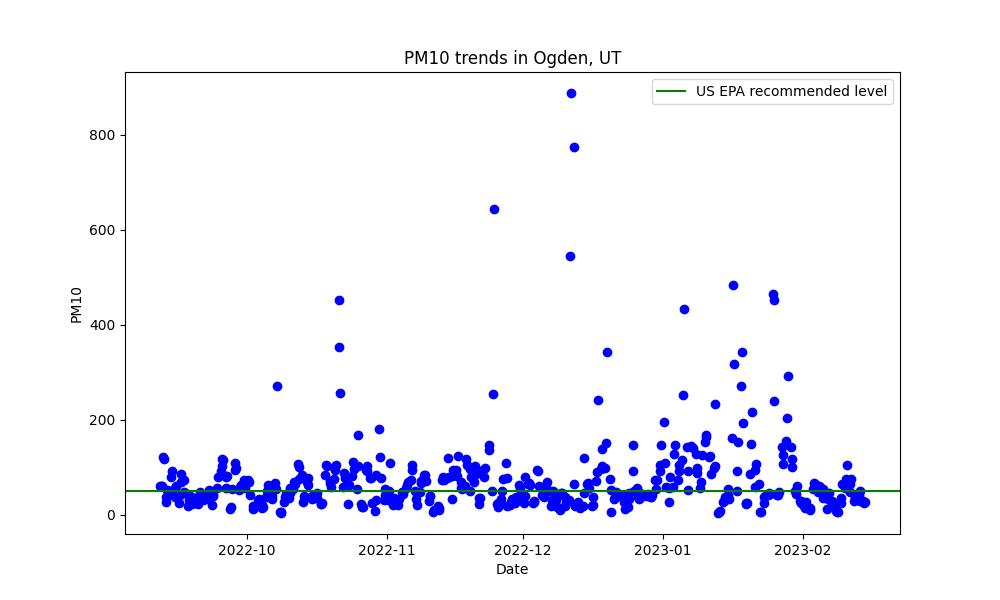 PM10 trends in Ogden, UT
US EPA recommended level
800
600
400
200
0
PM10
2022-10
2022-11
2022-12
2023-01
2023-02
Date